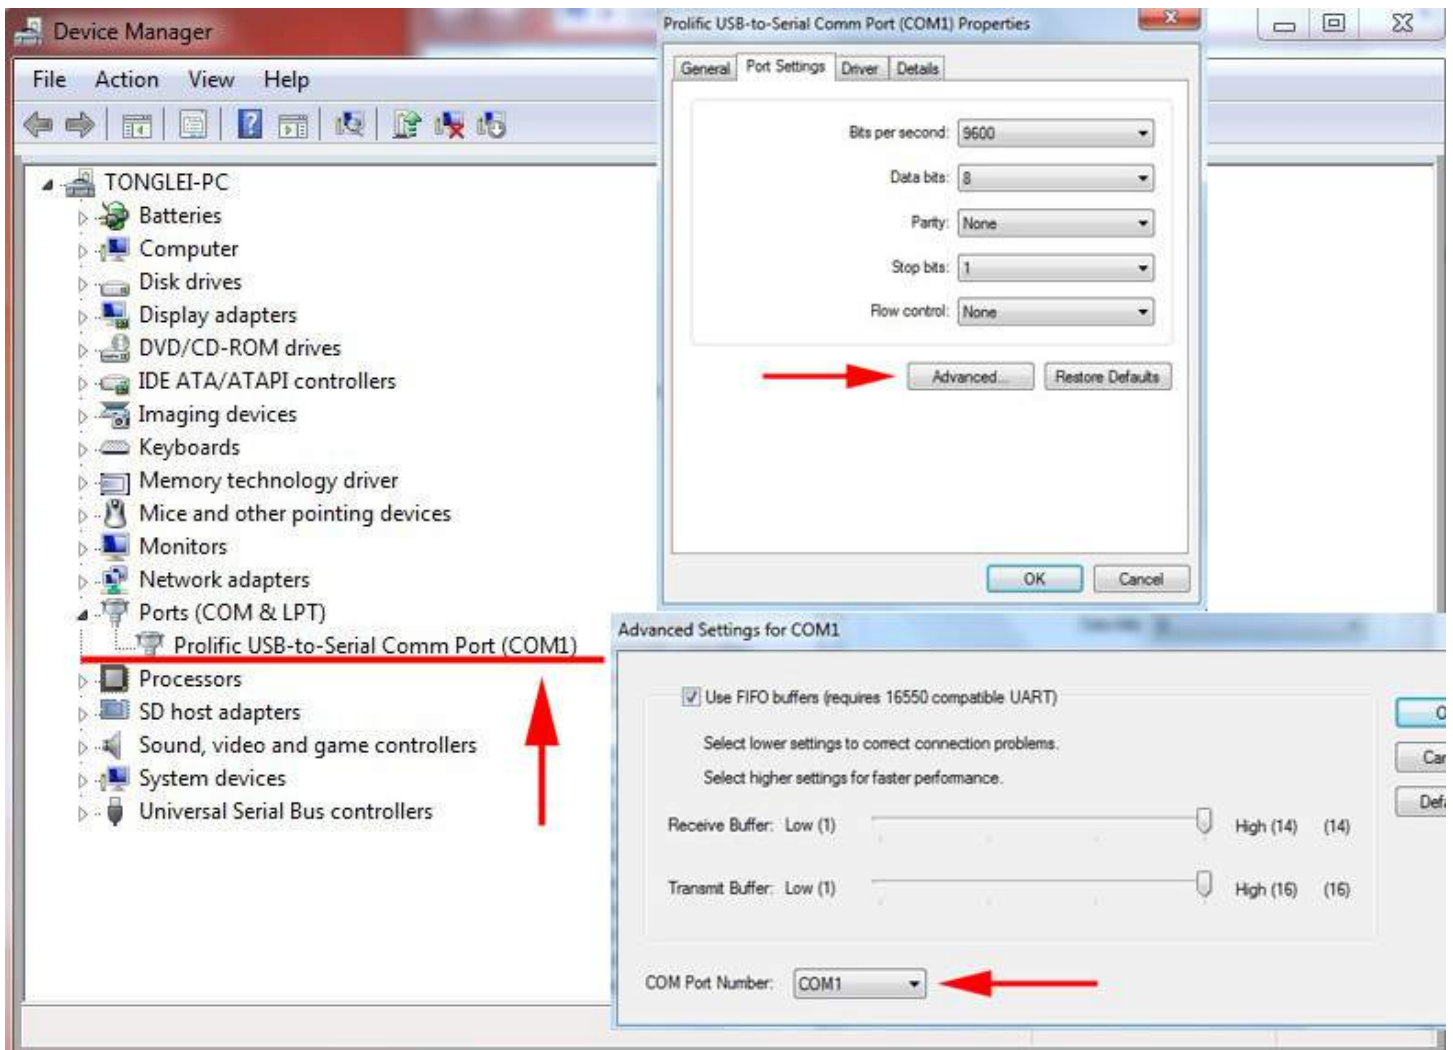 Device Manager
File Action View Help
TONGLEI-PC
Batteries
Computer
Disk drives
Display adapters
DVD/CD-ROM drives
IDE ATA/ATAPI controllers
Imaging devices
Keyboards
Memory technology driver
Mice and other pointing devices
Monitors
Network adapters
Ports (COM & LPT)
Prolific USB-to-Serial Comm Port (COM1)
Processors
SD host adapters
Sound, video and game controllers
System devices
Universal Serial Bus controllers
Prolific USB-to-Serial Comm Port (COM1) Properties
General Port Settings Driver Details
Bits per second: 9600
Data bits: 8
Parity: None
Stop bits: 1
Flow control: None
Advanced... Restore Defaults
OK Cancel
Advanced Settings for COM1
Use FIFO buffers (requires 16550 compatible UART)
Select lower settings to correct connection problems.
Select higher settings for faster performance.
Receive Buffer: Low (1) High (14) (14)
Transmit Buffer: Low (1) High (16) (16)
COM Port Number: COM1
O
Can
Defa